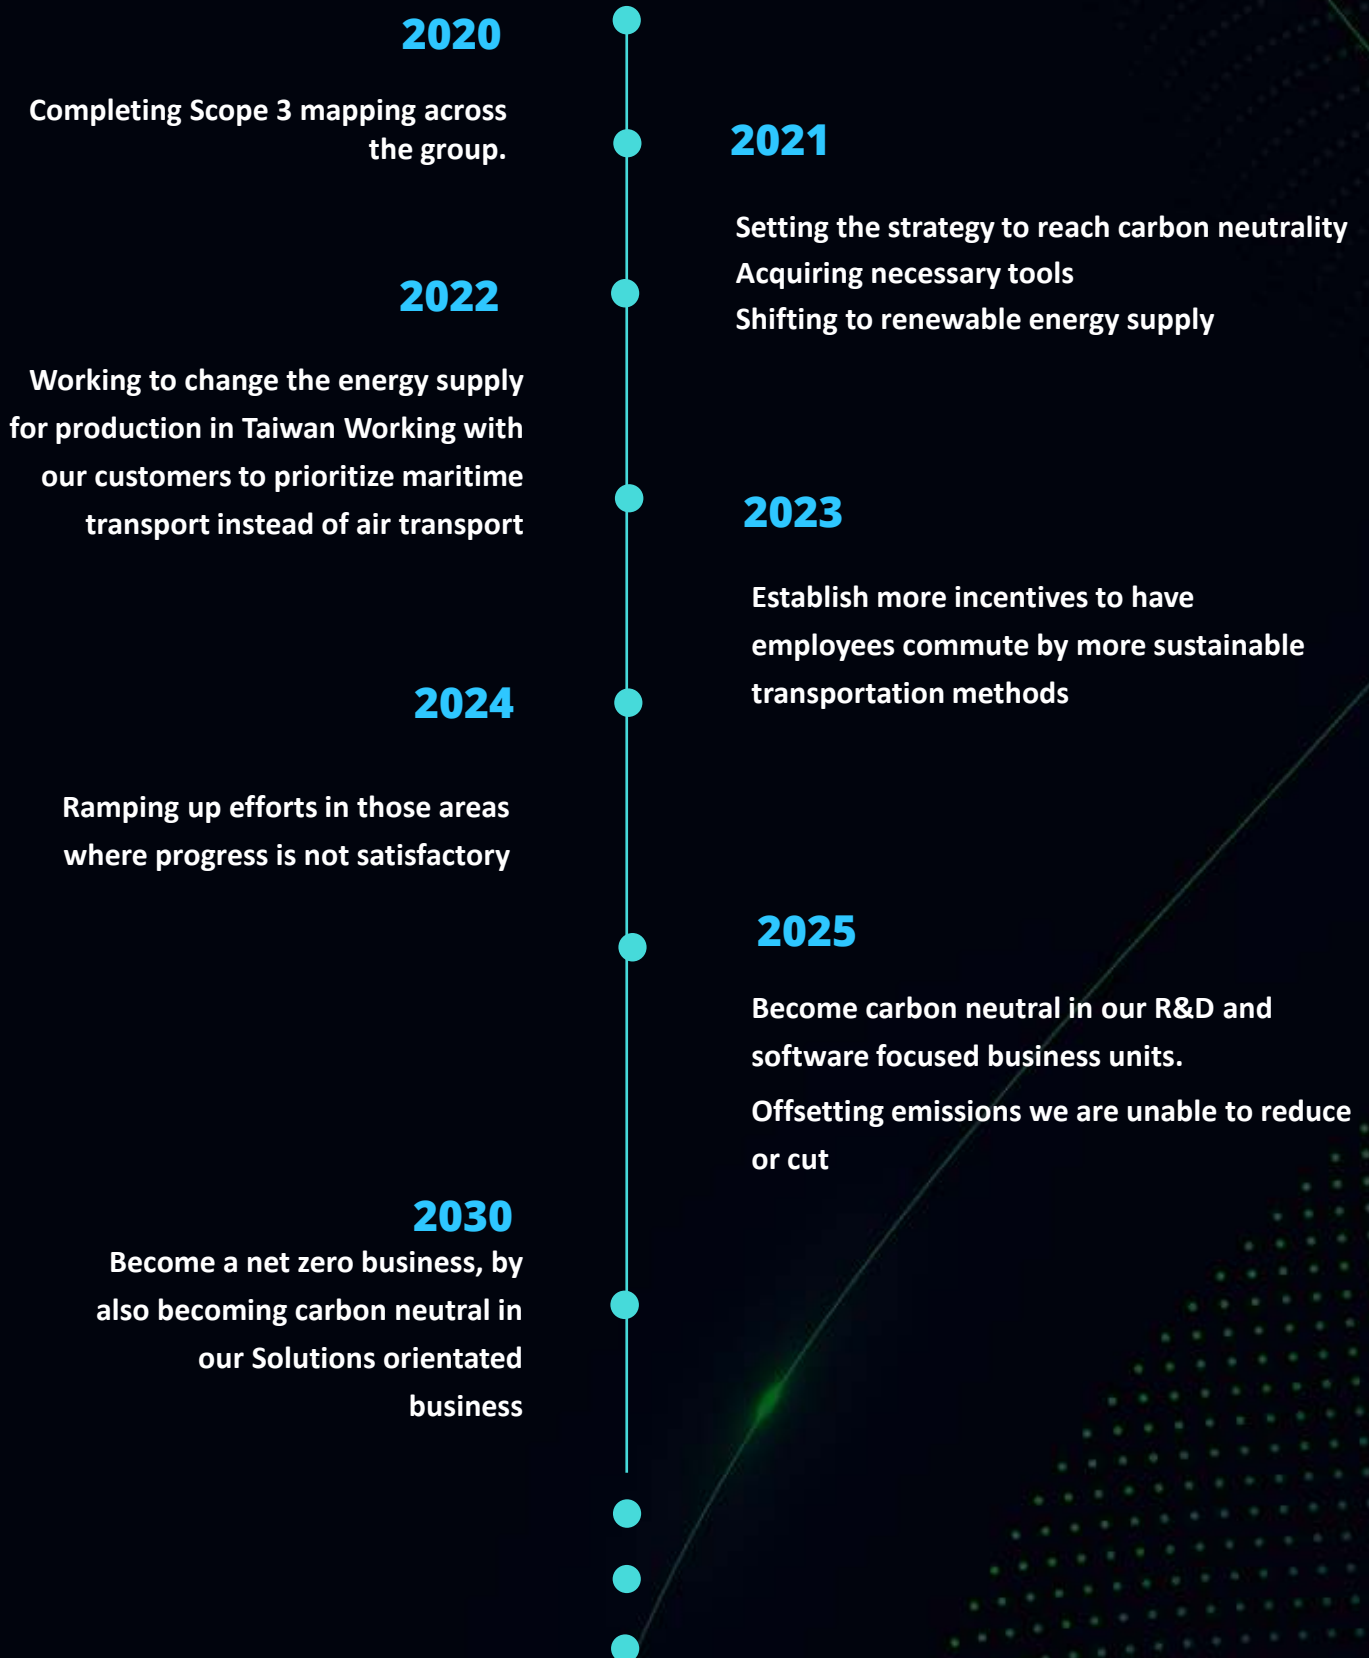 2020
Completing Scope 3 mapping across
the group.
2021
Setting the strategy to reach carbon neutrality
Acquiring necessary tools
Shifting to renewable energy supply
2022
Working to change the energy supply
for production in Taiwan Working with
our customers to prioritize maritime
transport instead of air transport
2023
Establish more incentives to have
employees commute by more sustainable
transportation methods
2024
Ramping up efforts in those areas
where progress is not satisfactory
2025
Become carbon neutral in our R&D and
software focused business units.
Offsetting emissions we are unable to reduce
or cut
2030
Become a net zero business, by
also becoming carbon neutral in
our Solutions orientated
business